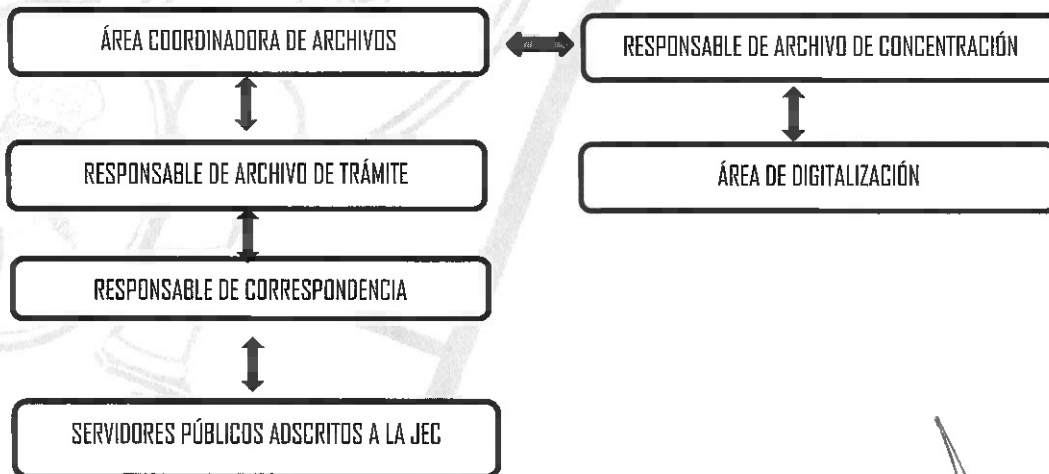 ÁREA COORDINADORA DE ARCHIVOS
RESPONSABLE DE ARCHIVO DE CONCENTRACIÓN
RESPONSABLE DE ARCHIVO DE TRÁMITE
ÁREA DE DIGITALIZACIÓN
RESPONSABLE DE CORRESPONDENCIA
SERVIDORES PÚBLICOS ADSCRITOS A LA JEC